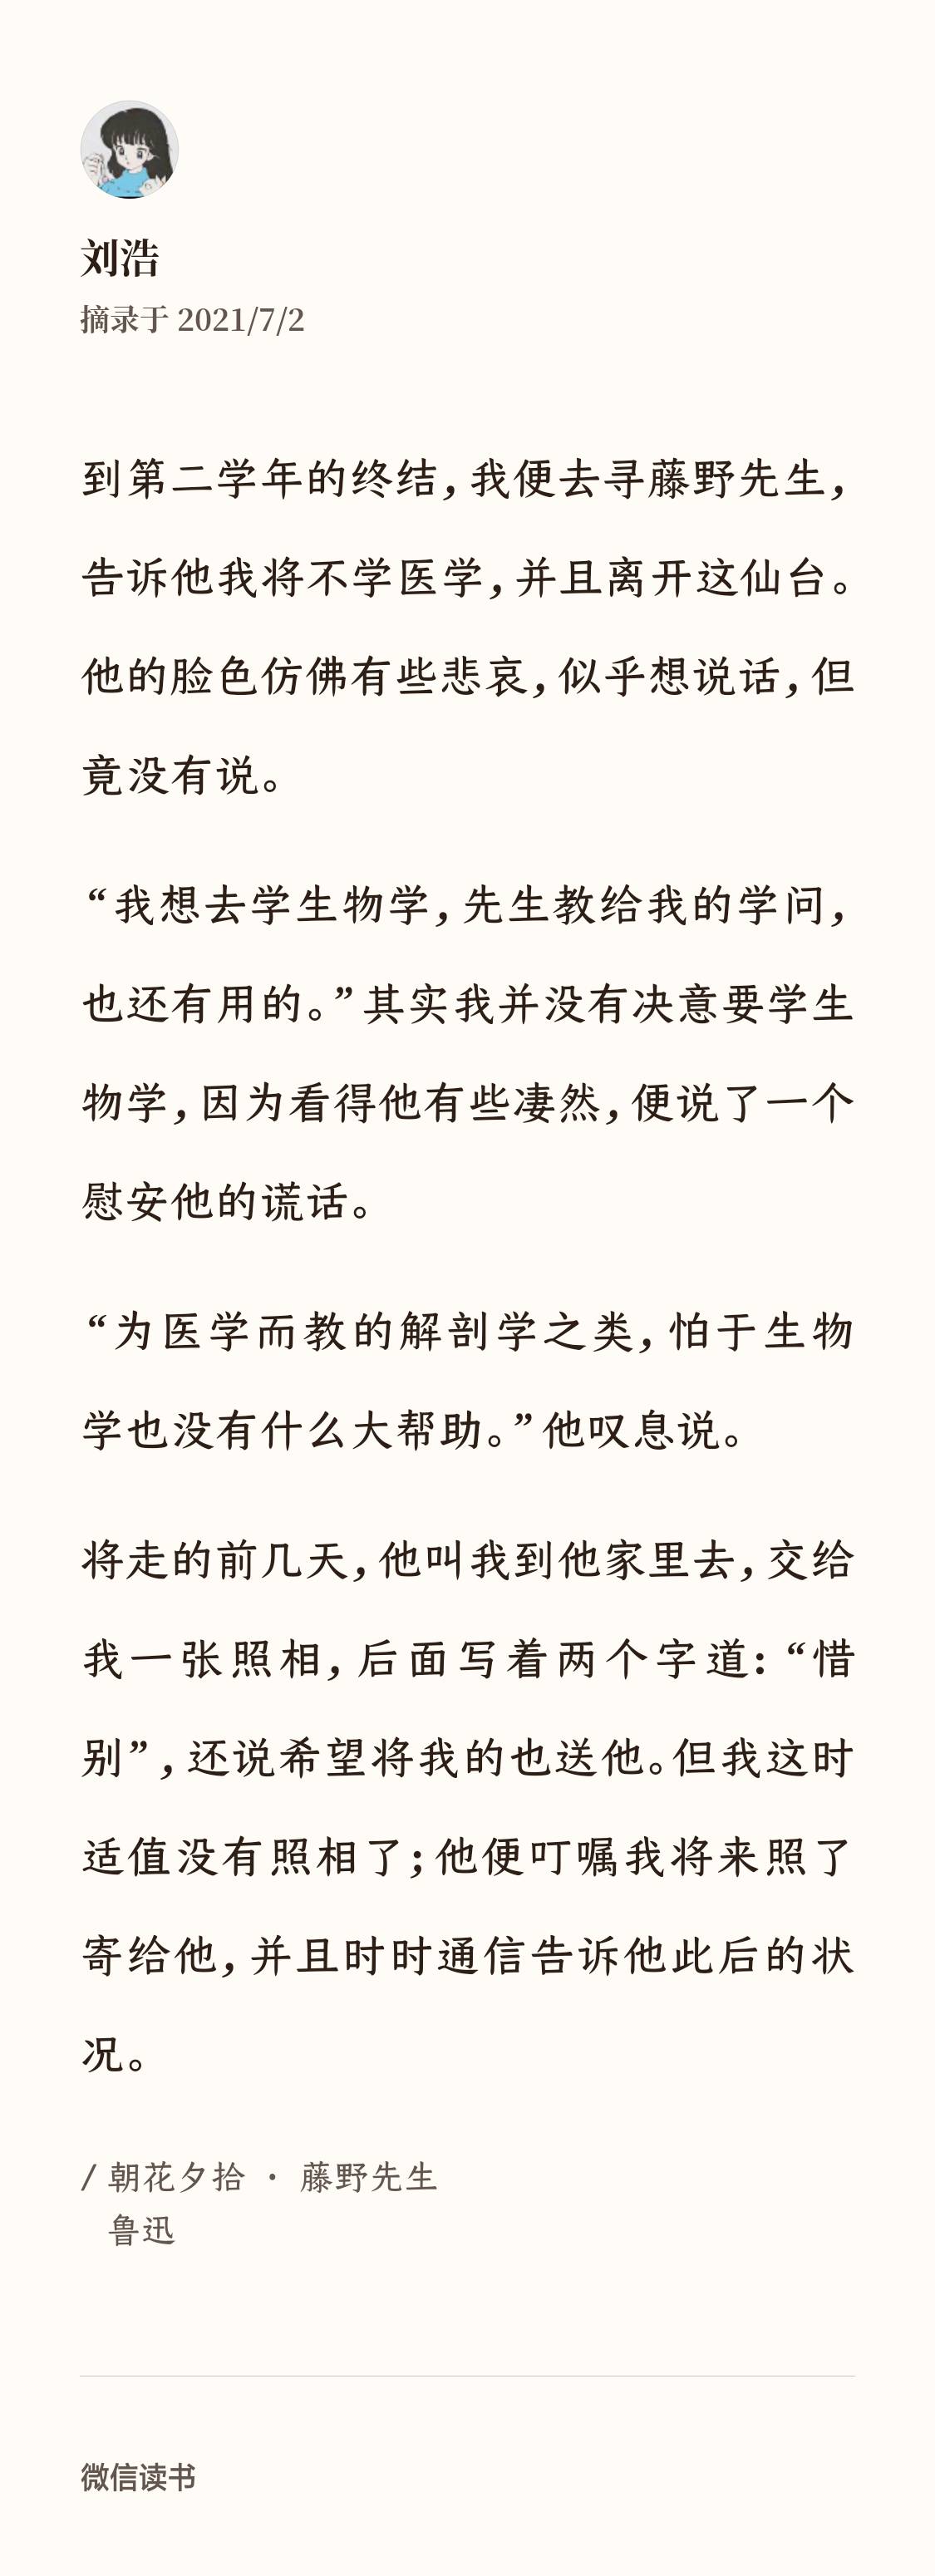 刘浩
摘录于 2021/7/2
到第二学年的终结，我便去寻藤野先生，
告诉他我将不学医学，并且离开这仙台。
他的脸色仿佛有些悲哀，似乎想说话，但
竟没有说。
“我想去学生物学，先生教给我的学问，
也还有用的。”其实我并没有决意要学生
物学，因为看得他有些凄然，便说了一个
慰安他的谎话。
“为医学而教的解剖学之类，怕于生物
学也没有什么大帮助。”他叹息说。
将走的前几天，他叫我到他家里去，交给
我一张照相，后面写着两个字道：“惜
别”，还说希望将我的也送他。但我这时
适值没有照相了；他便叮嘱我将来照了
寄给他，并且时时通信告诉他此后的状
况。
/ 朝花夕拾 · 藤野先生
鲁迅
微信读书